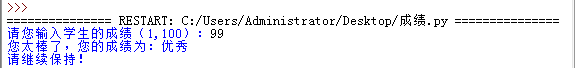 >>>
=============== RESTART: C:/Users/Administrator/Desktop/成绩.py ===============
请您输入学生的成绩（1,100）：99
您太棒了，您的成绩为：优秀
请继续保持！